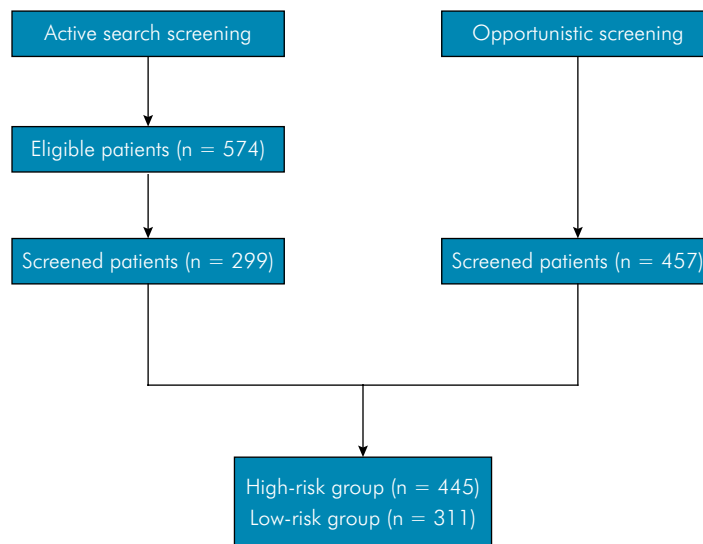 Active search screening
Opportunistic screening
Eligible patients (n = 574)
Screened patients (n = 299)
Screened patients (n = 457)
High-risk group (n = 445)
Low-risk group (n = 311)